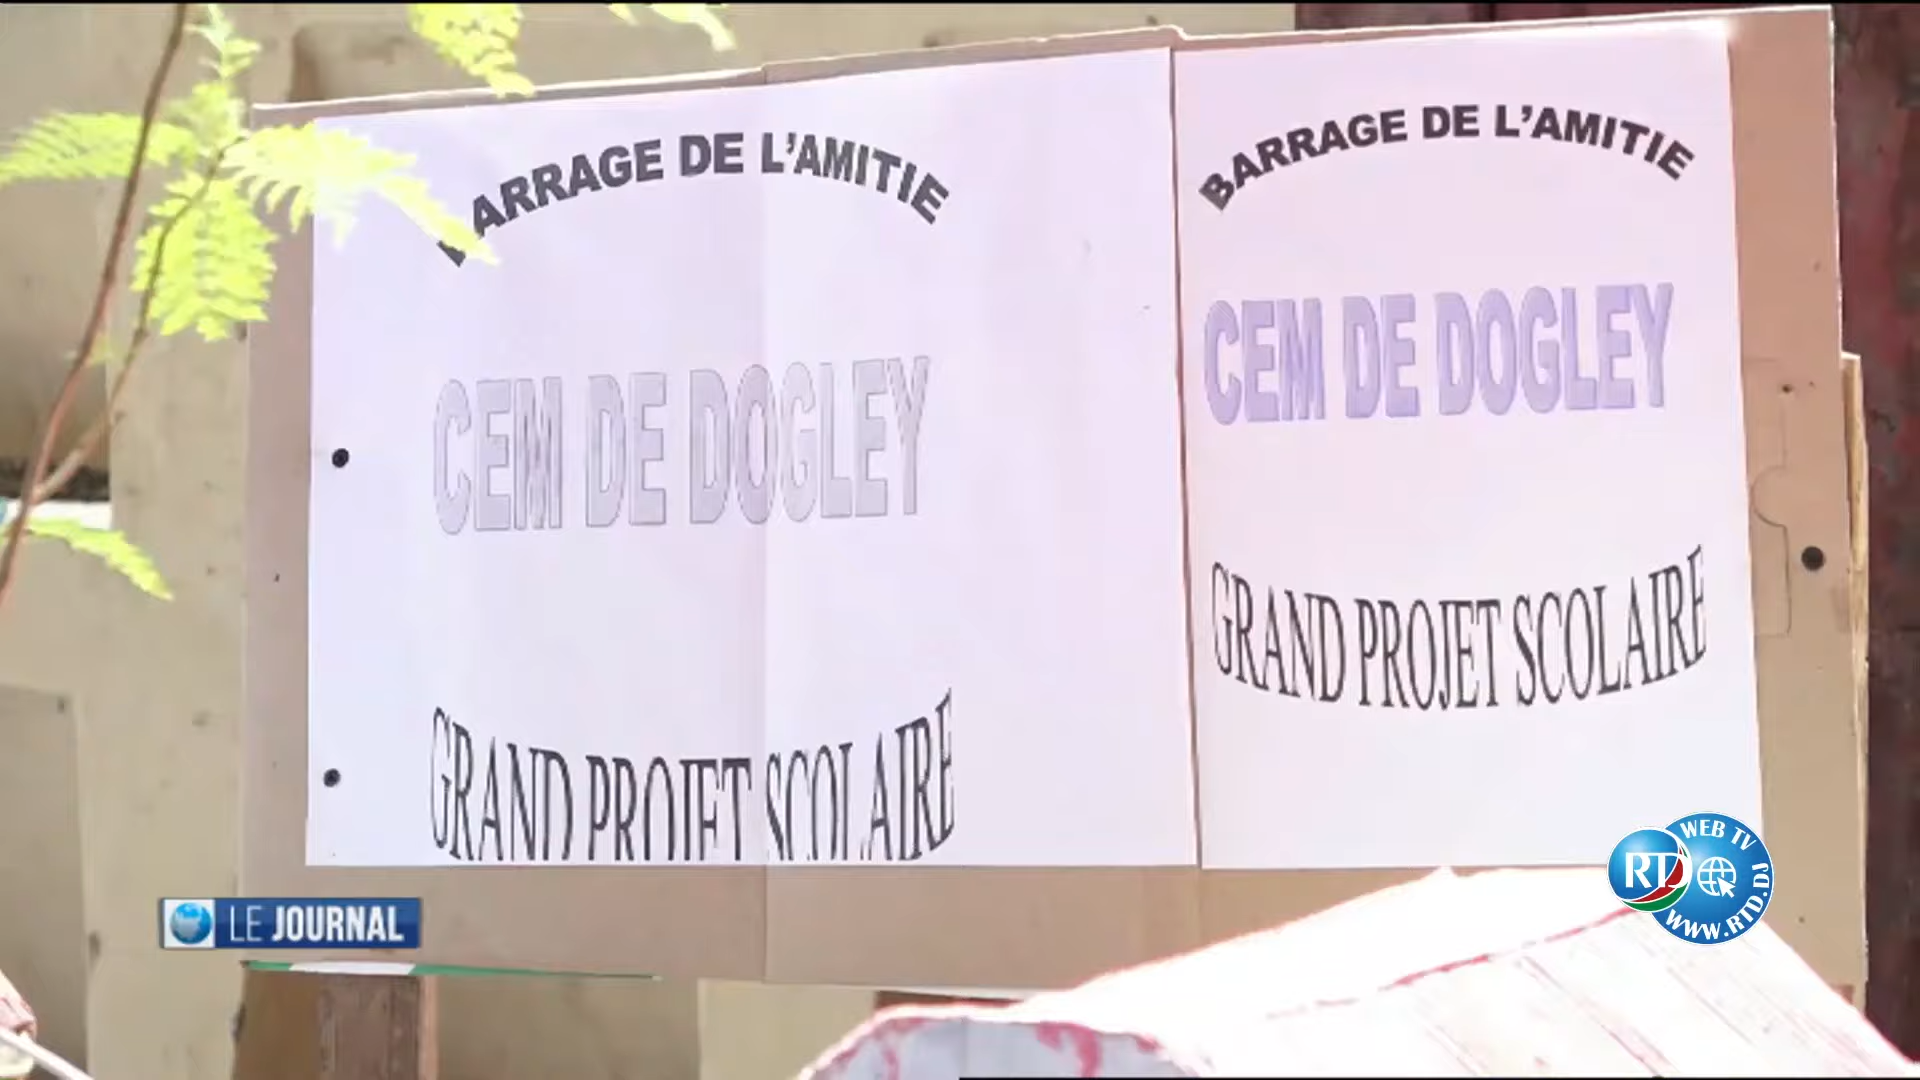 BARRAGE DE L'AMITIE
CEM DE DOGLEY
GRAND PROJET SCOLAIRE
BARRAGE DE L'AMITIE
CEM DE DOGLEY
GRAND PROJET SCOLAIRE
LE JOURNAL
RTD
WEB TV
WWW.RTD.DJ